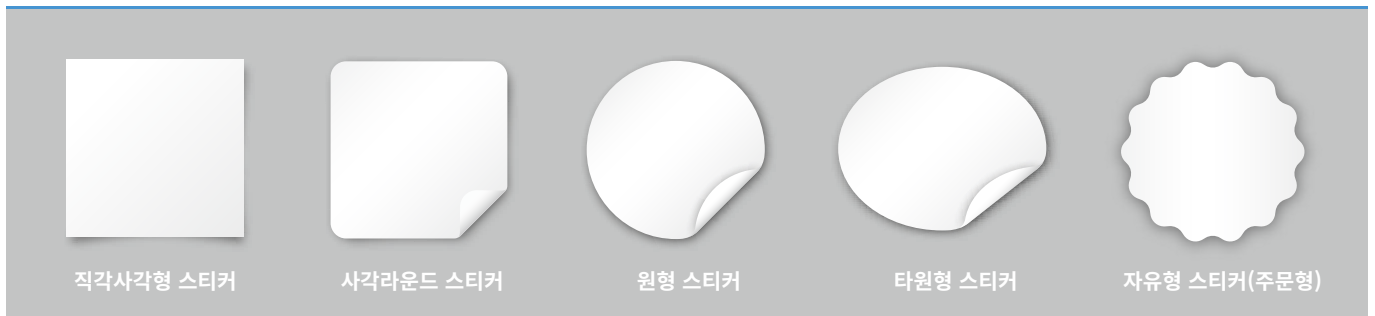 직각사각형 스티커
사각라운드 스티커
원형 스티커
타원형 스티커
자유형 스티커(주문형)